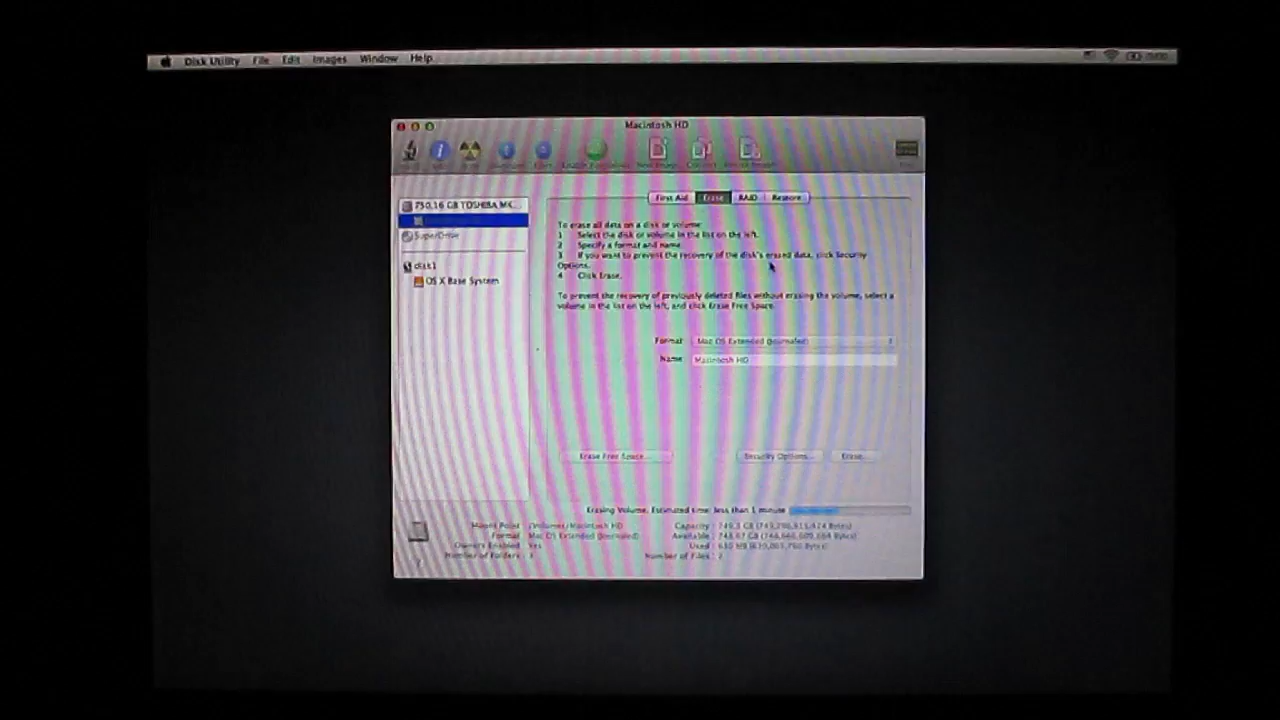 Disk Utility File Edit Images Window Help
Macintosh HD
750.16 GB TOSHIBA MK...
SuperDrive
disk1
OS X Base System
First Aid Erase RAID Restore
To erase all data on a disk or volume:
1 Select the disk or volume in the list on the left.
2 Specify a format and name.
3 If you want to prevent the recovery of the disk's erased data, click Security
Options.
4 Click Erase.
To prevent the recovery of previously deleted files without erasing the volume, select a
volume in the list on the left, and click Erase Free Space.
Format: Mac OS Extended (Journaled)
Name: Macintosh HD
Erase Free Space... Security Options... Erase...
Erasing Volume. Estimated time: less than 1 minute
Mount Point : /Volumes/Macintosh HD
Format : Mac OS Extended (Journaled)
Owners Enabled : Yes
Number of Folders : 3
Capacity : 749.3 GB
Available :
Used :
Number of Files : 2